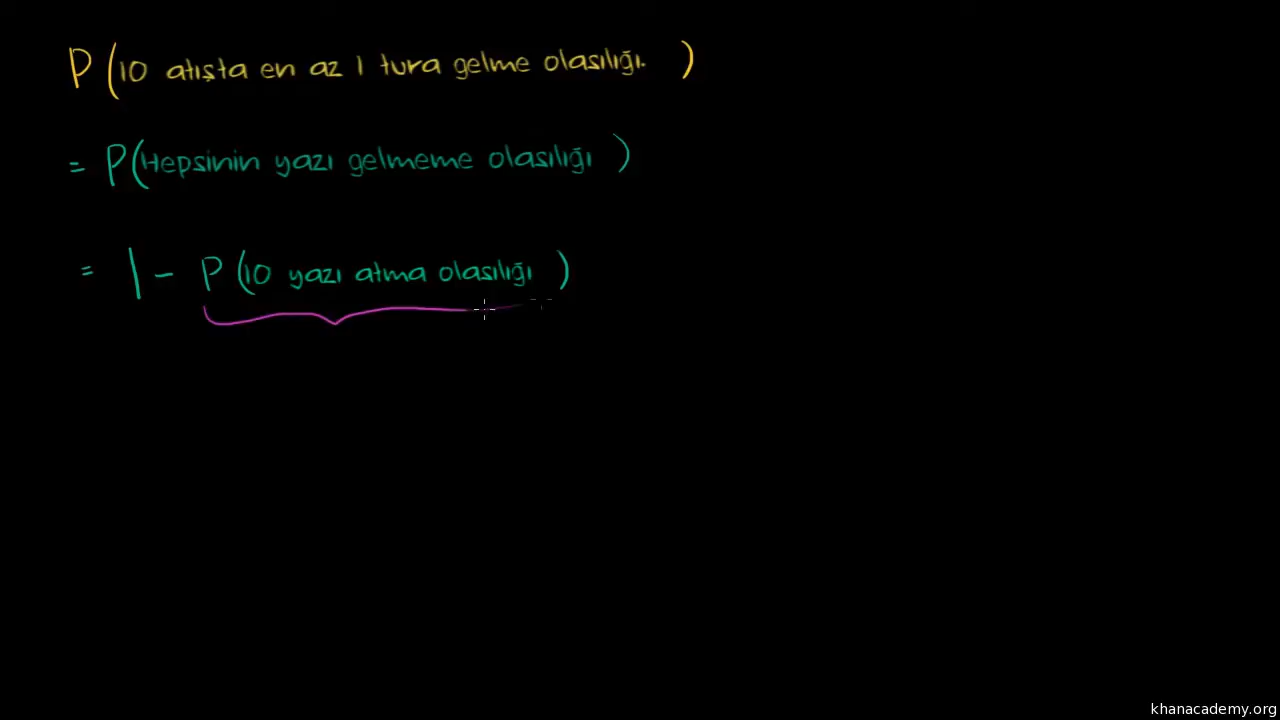 P(10 atışta en az 1 tura gelme olasılığı. )
= P(Hepsinin yazı gelmeme olasılığı )
= 1 - P (10 yazı atma olasılığı )
khanacademy.org